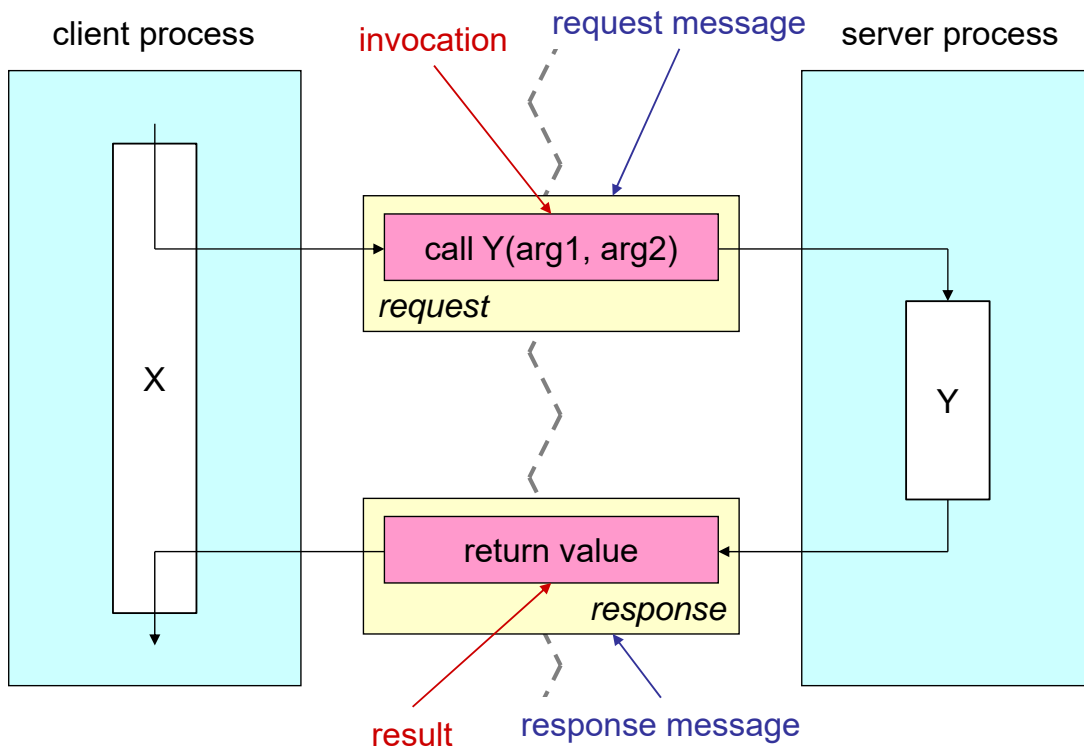 client process
invocation
request message
server process
call Y(arg1, arg2)
request
X
Y
return value
response
result
response message